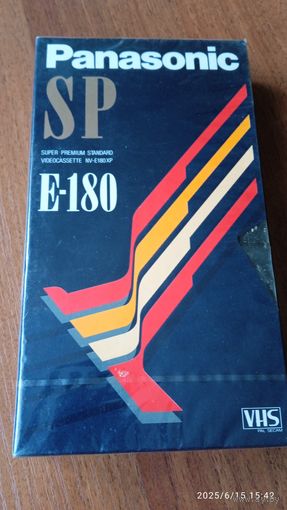 Panasonic
SP
SUPER PREMIUM STANDARD
VIDEOCASSETTE NV-E180XP
E-180
VHS
PAL SECAM
2025/6/15 15:42